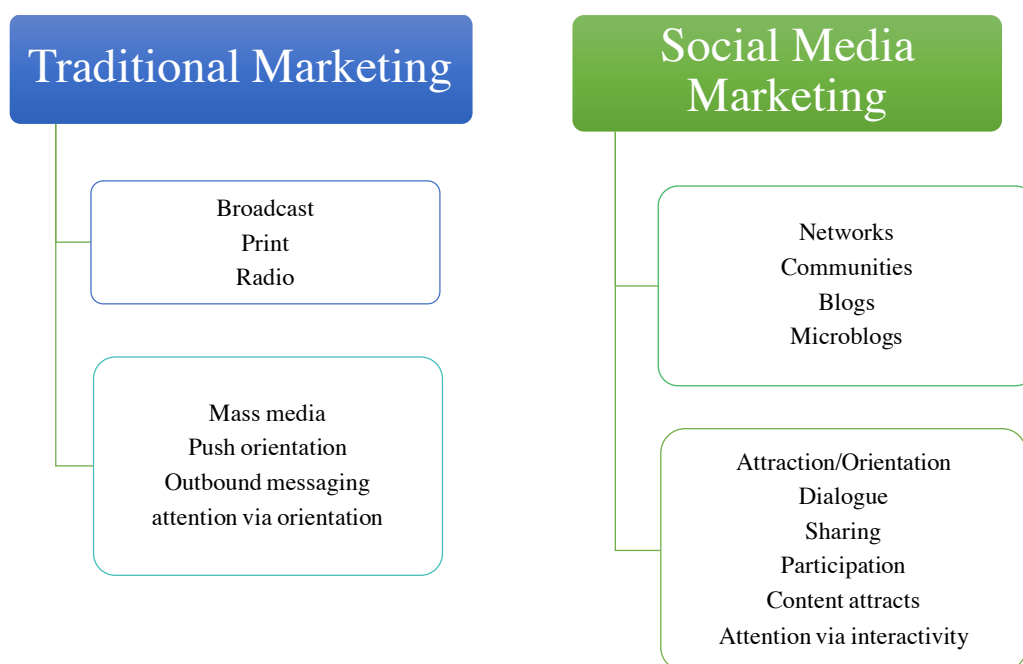 Traditional Marketing
Broadcast
Print
Radio
Mass media
Push orientation
Outbound messaging
attention via orientation
Social Media
Marketing
Networks
Communities
Blogs
Microblogs
Attraction/Orientation
Dialogue
Sharing
Participation
Content attracts
Attention via interactivity